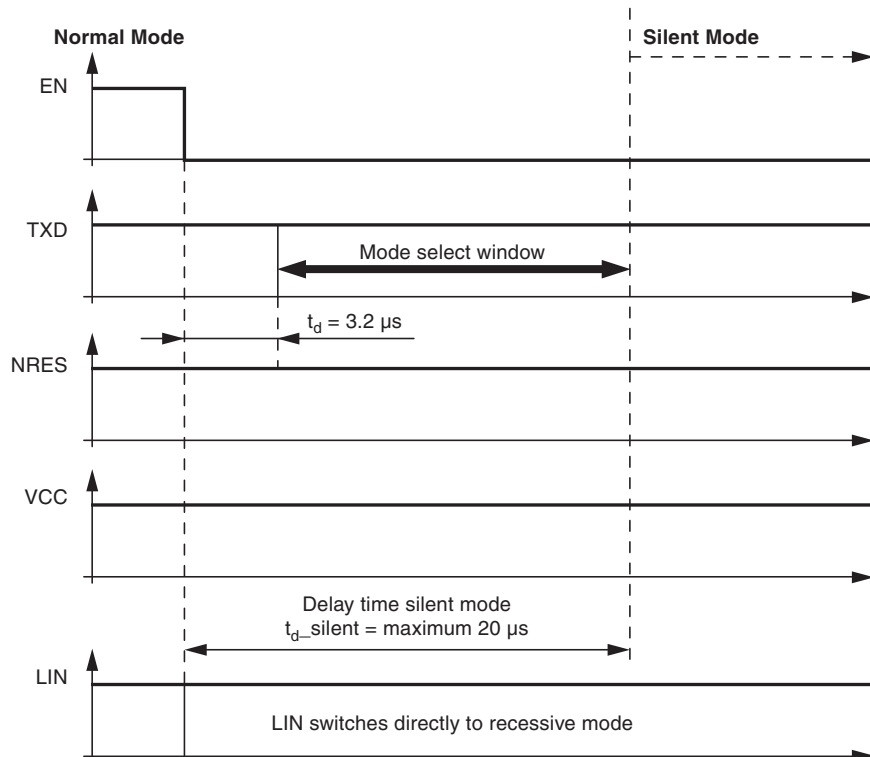 Normal Mode
Silent Mode
EN
TXD
Mode select window
t_d = 3.2 µs
NRES
VCC
Delay time silent mode
t_d_silent = maximum 20 µs
LIN
LIN switches directly to recessive mode